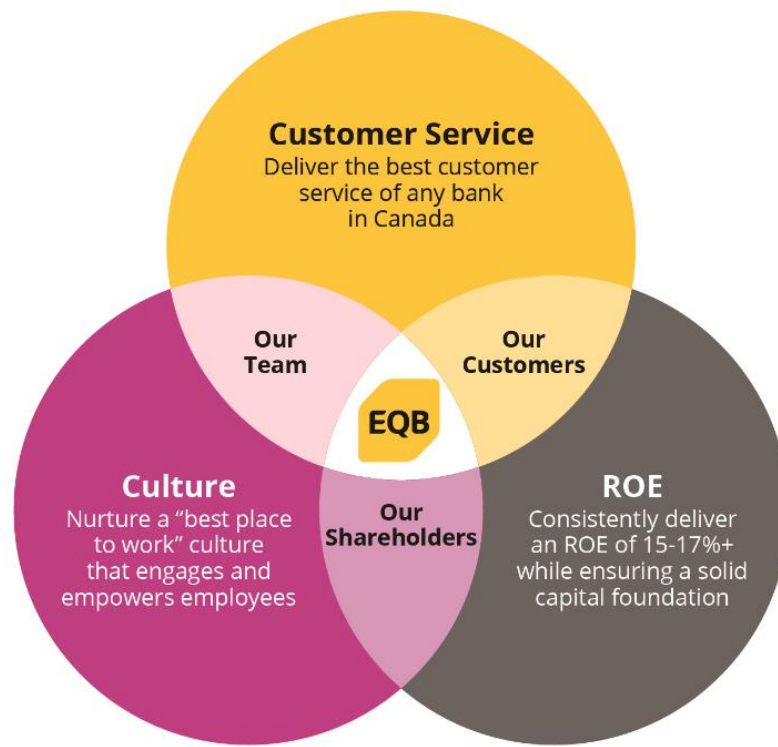 Customer Service
Deliver the best customer
service of any bank
in Canada
Our
Team
Our
Customers
EQB
Culture
Nurture a “best place
to work” culture
that engages and
empowers employees
Our
Shareholders
ROE
Consistently deliver
an ROE of 15-17%+
while ensuring a solid
capital foundation